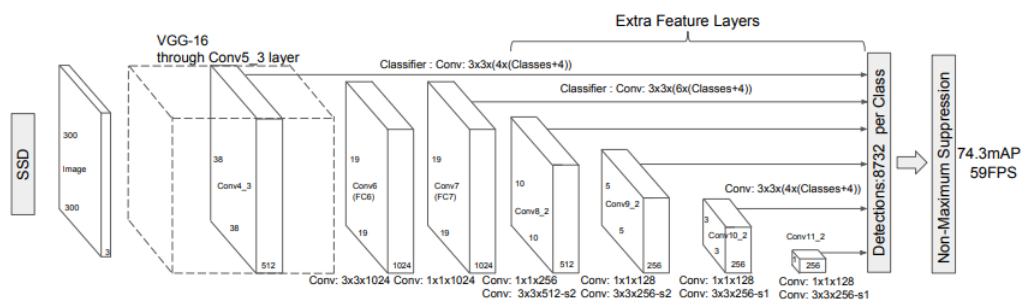 Extra Feature Layers
VGG-16
through Conv5_3 layer
Classifier : Conv: 3x3x(4x(Classes+4))
Classifier : Conv: 3x3x(6x(Classes+4))
SSD
300
Image
300
3
38
Conv4_3
38
512
19
Conv6
(FC6)
19
1024
19
Conv7
(FC7)
19
1024
10
Conv8_2
10
512
5
Conv9_2
5
256
Conv: 3x3x(4x(Classes+4))
3
Conv10_2
3
256
Conv11_2
1
256
Detections:8732 per Class
Non-Maximum Suppression
74.3mAP
59FPS
Conv: 3x3x1024
Conv: 1x1x1024
Conv: 1x1x256
Conv: 3x3x512-s2
Conv: 1x1x128
Conv: 3x3x256-s2
Conv: 1x1x128
Conv: 3x3x256-s1
Conv: 1x1x128
Conv: 3x3x256-s1